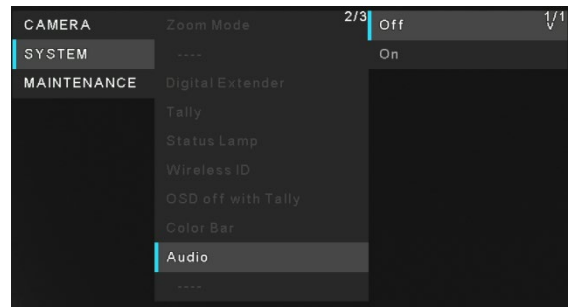 CAMERA
SYSTEM
MAINTENANCE
2/3
Zoom Mode
----
Digital Extender
Tally
Status Lamp
Wireless ID
OSD off with Tally
Color Bar
Audio
----
1/1
Off
On